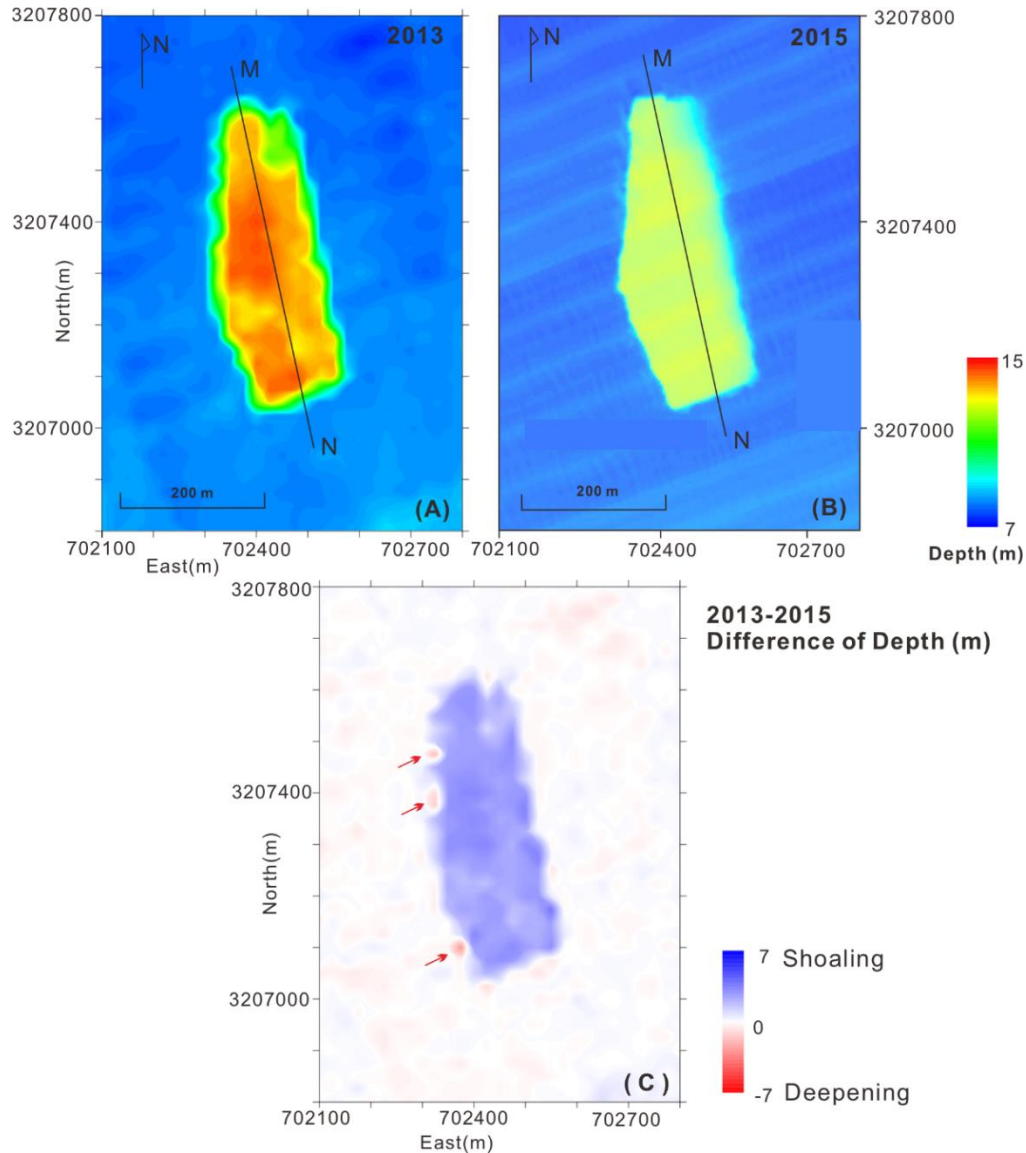 3207800
2013
N
M
3207400
North(m)
3207000
N
200 m
(A)
702100
702400
702700
East(m)
3207800
2015
N
M
3207400
3207000
N
200 m
(B)
702100
702400
702700
15
7
Depth (m)
3207800
2013-2015
Difference of Depth (m)
3207400
North(m)
3207000
7 Shoaling
0
-7 Deepening
(C)
702100
702400
702700
East(m)